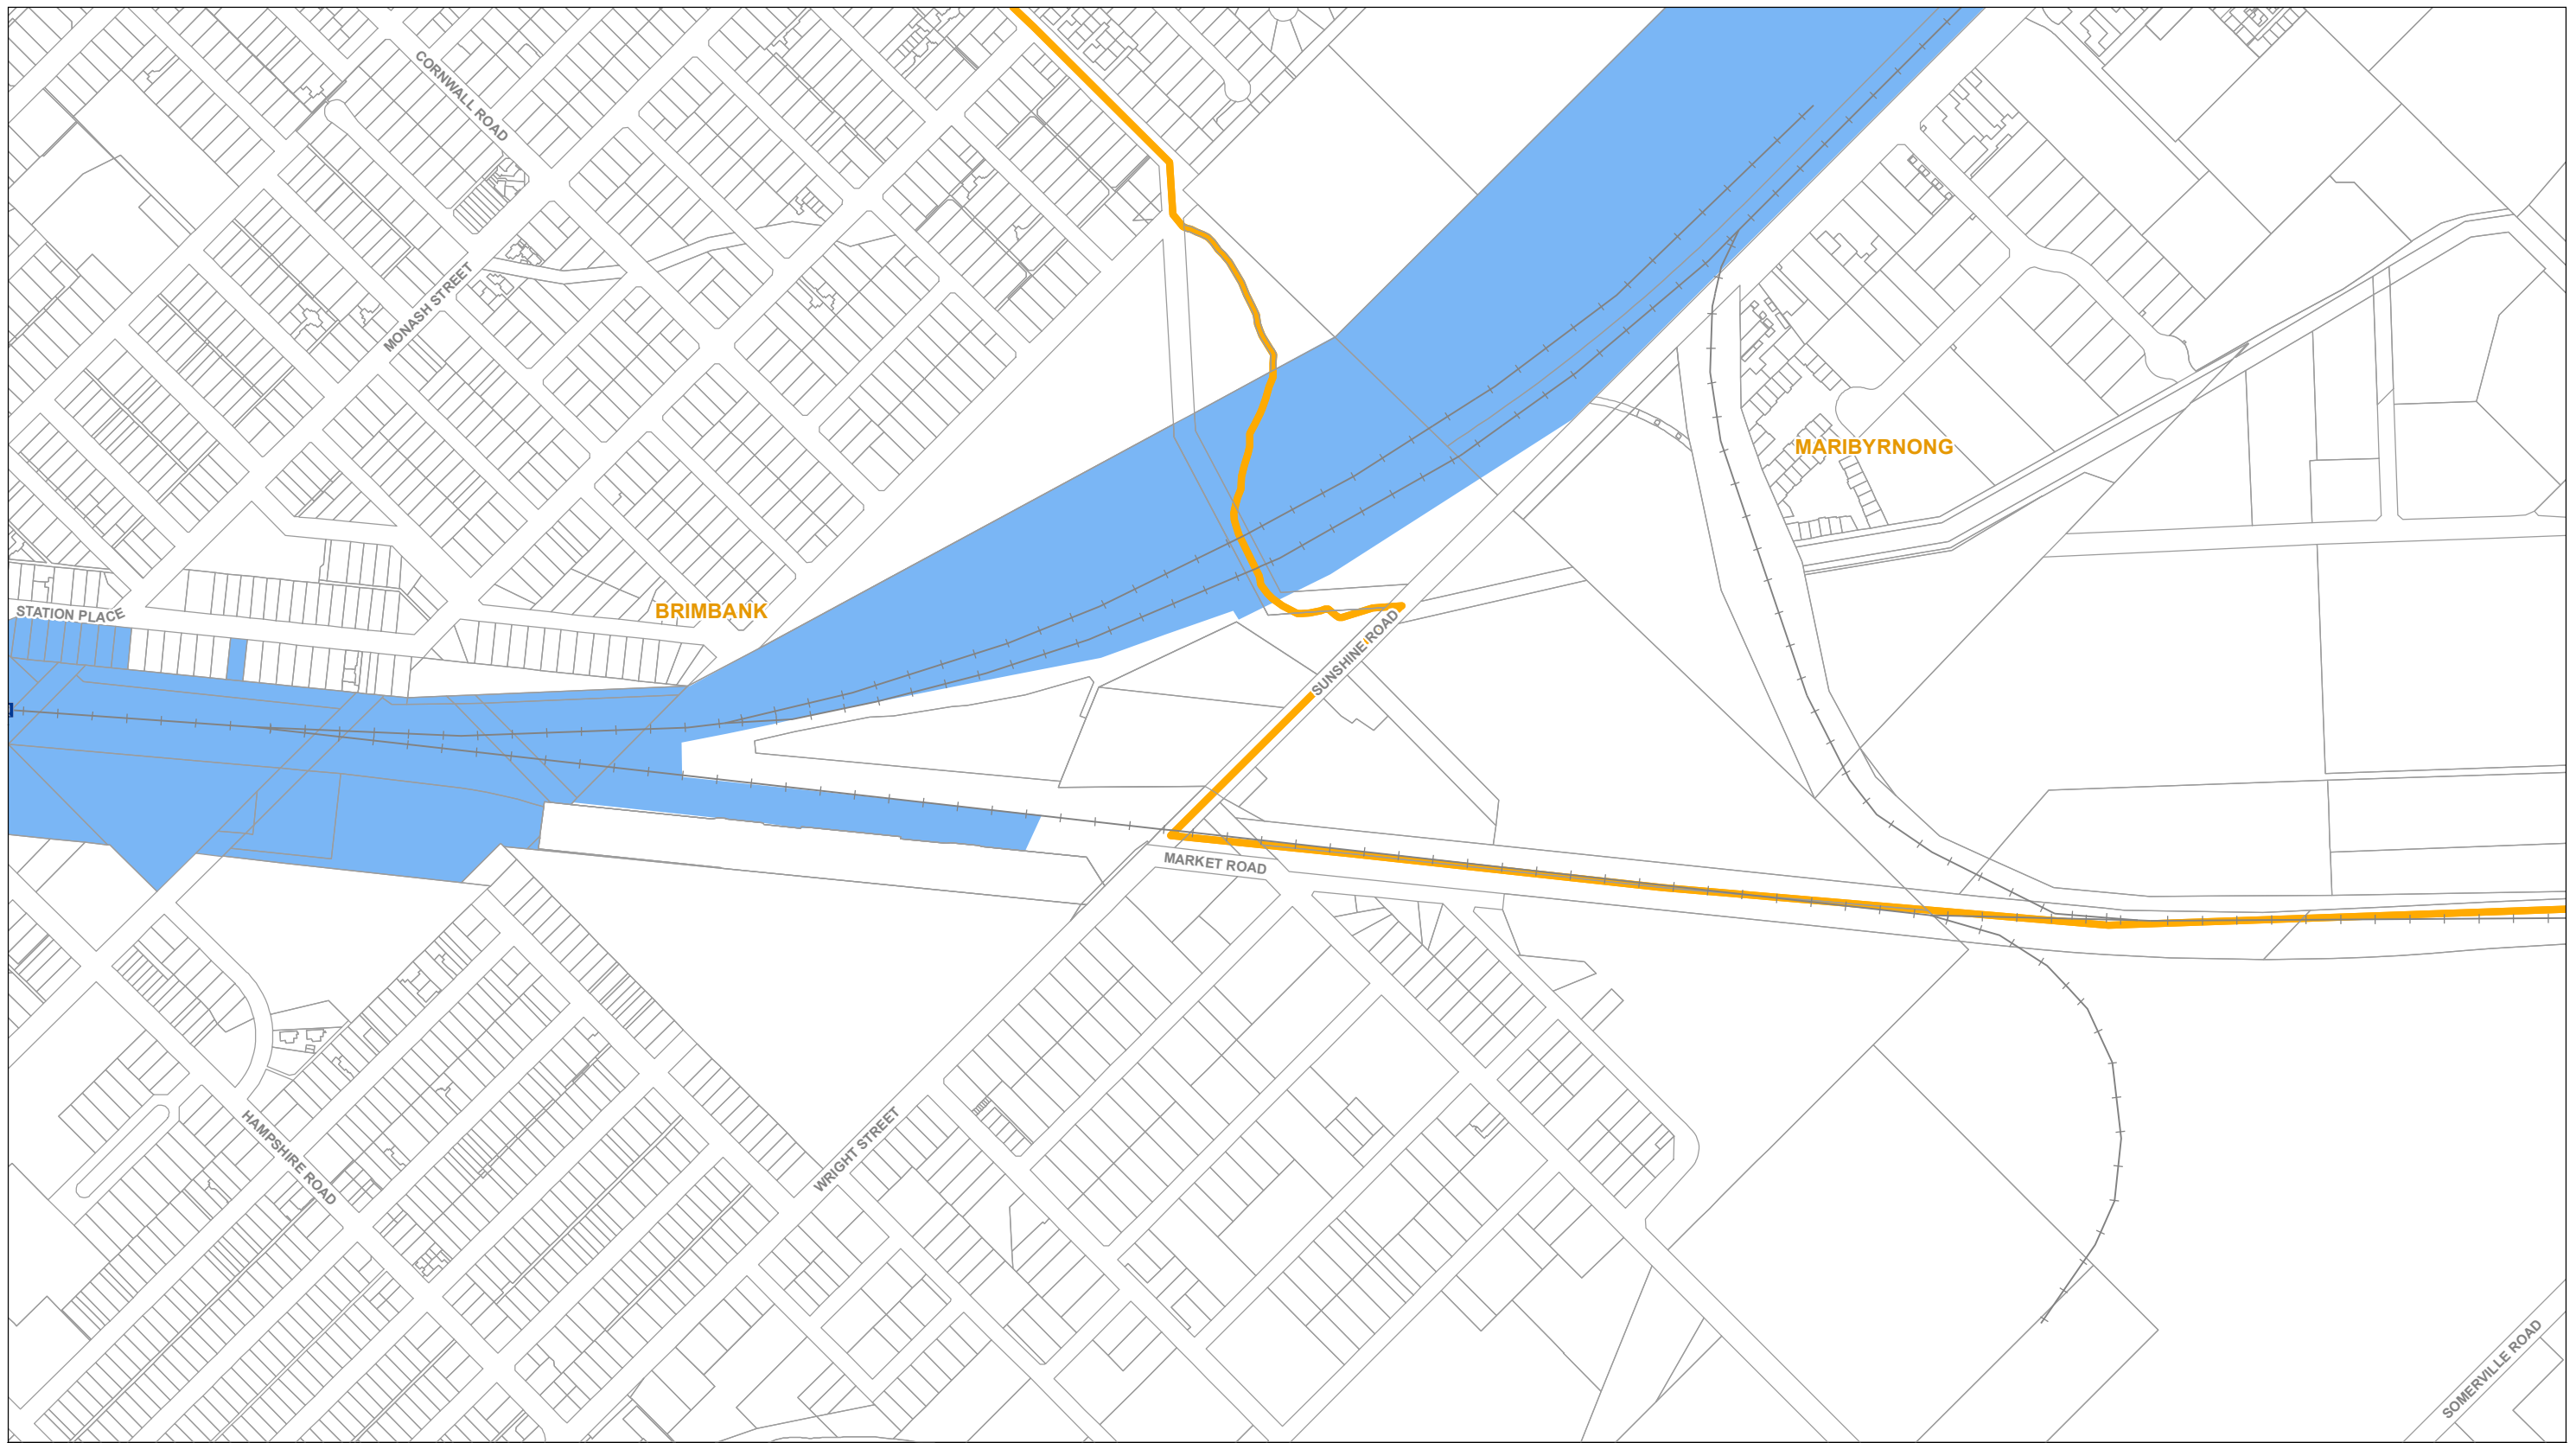 CORNWALL ROAD
MONASH STREET
MARIBYRNONG
STATION PLACE
BRIMBANK
SUNSHINE ROAD
MARKET ROAD
HAMPSHIRE ROAD
WRIGHT STREET
SOMERVILLE ROAD